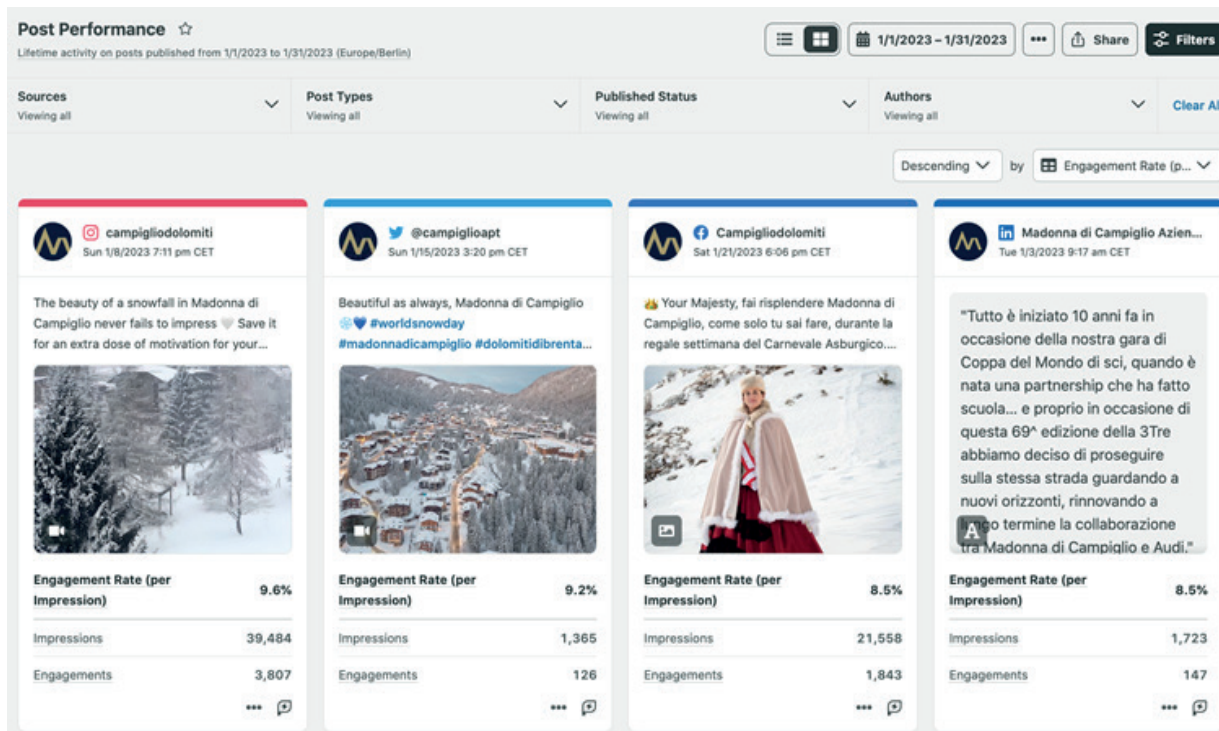 Post Performance
Lifetime activity on posts published from 1/1/2023 to 1/31/2023 (Europe/Berlin)
1/1/2023 – 1/31/2023
Share
Filters
Sources
Viewing all
Post Types
Viewing all
Published Status
Viewing all
Authors
Viewing all
Clear Al
Descending by Engagement Rate (p...
campigliodolomiti
Sun 1/8/2023 7:11 pm CET
The beauty of a snowfall in Madonna di
Campiglio never fails to impress 🤍 Save it
for an extra dose of motivation for your...
Engagement Rate (per
Impression) 9.6%
Impressions 39,484
Engagements 3,807
@campiglioapt
Sun 1/15/2023 3:20 pm CET
Beautiful as always, Madonna di Campiglio
❄️💙 #worldsnowday
#madonnadicampiglio #dolomitidibrenta...
Engagement Rate (per
Impression) 9.2%
Impressions 1,365
Engagements 126
Campigliodolomiti
Sat 1/21/2023 6:06 pm CET
👑 Your Majesty, fai risplendere Madonna di
Campiglio, come solo tu sai fare, durante la
regale settimana del Carnevale Asburgico....
Engagement Rate (per
Impression) 8.5%
Impressions 21,558
Engagements 1,843
in Madonna di Campiglio Azien...
Tue 1/3/2023 9:17 am CET
"Tutto è iniziato 10 anni fa in
occasione della nostra gara di
Coppa del Mondo di sci, quando è
nata una partnership che ha fatto
scuola... e proprio in occasione di
questa 69^ edizione della 3Tre
abbiamo deciso di proseguire
sulla stessa strada guardando a
nuovi orizzonti, rinnovando a
termine la collaborazione
tra Madonna di Campiglio e Audi."
A
Engagement Rate (per
Impression) 8.5%
Impressions 1,723
Engagements 147